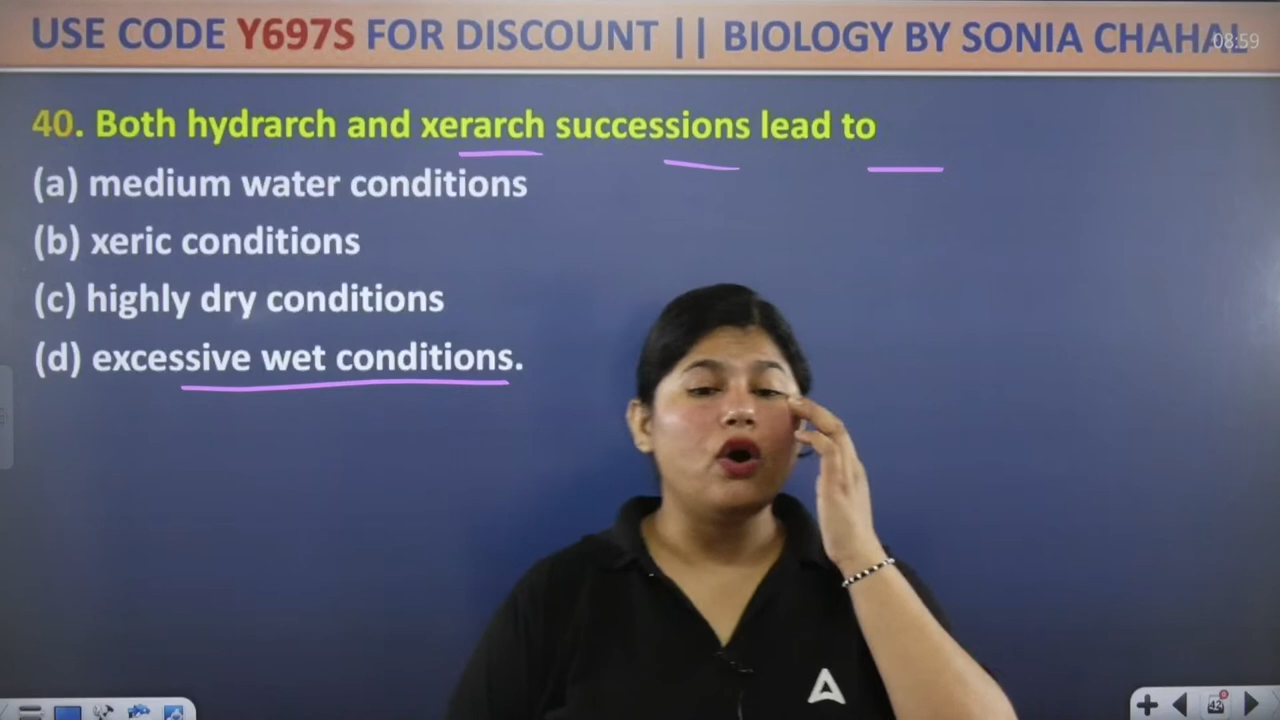 USE CODE Y697S FOR DISCOUNT || BIOLOGY BY SONIA CHAHAL
08:59
40. Both hydrarch and xerarch successions lead to
(a) medium water conditions
(b) xeric conditions
(c) highly dry conditions
(d) excessive wet conditions.
42